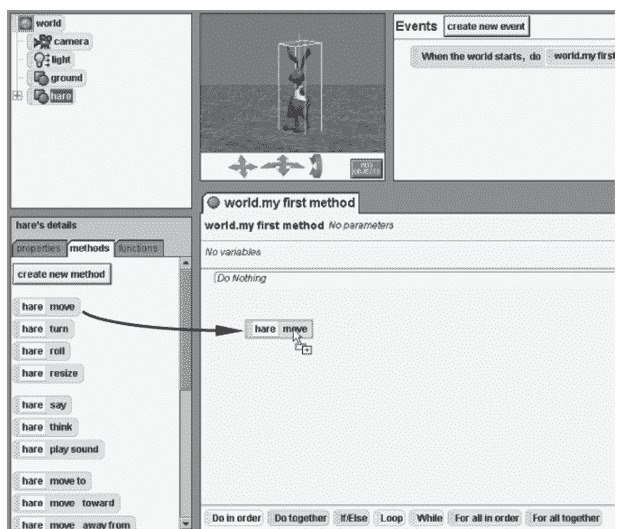 world
camera
light
ground
hare
ADD OBJECTS
Events create new event
When the world starts, do world.my first
hare's details
properties methods functions
create new method
hare move
hare turn
hare roll
hare resize
hare say
hare think
hare play sound
hare move to
hare move toward
hare move away from
world.my first method
world.my first method No parameters
No variables
Do Nothing
hare move
Do in order Do together If/Else Loop While For all in order For all together